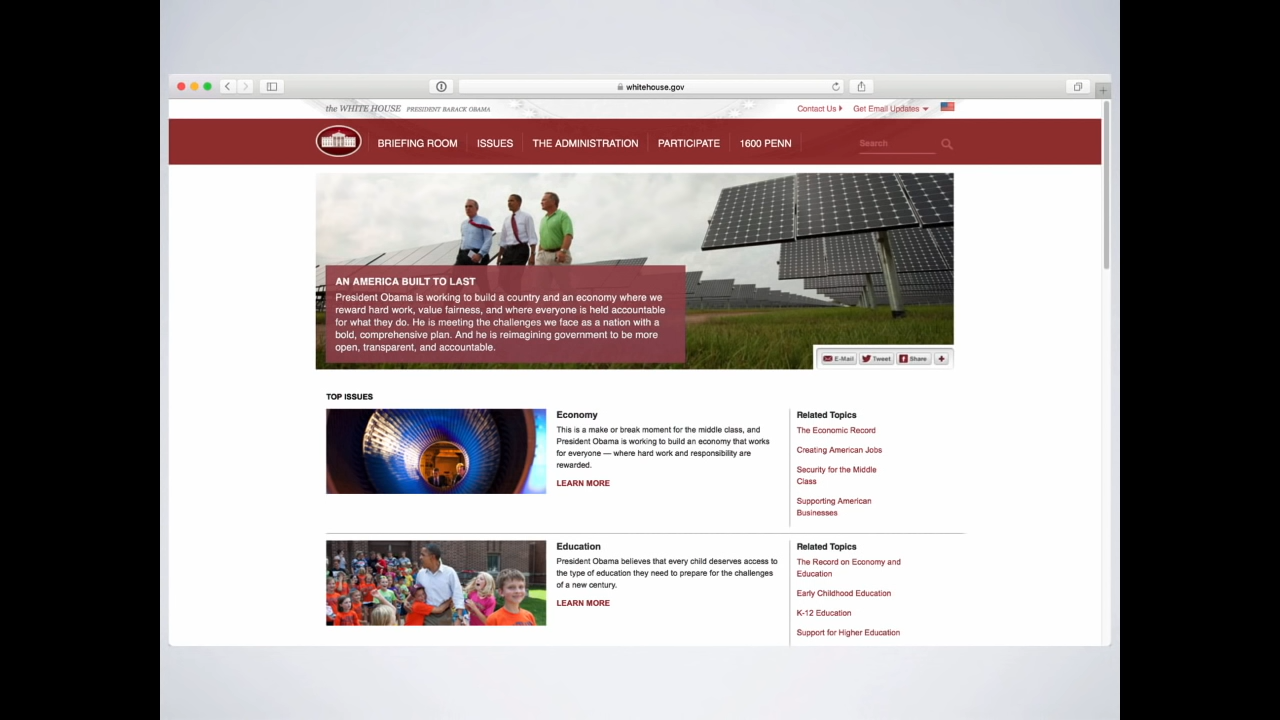 whitehouse.gov
the WHITE HOUSE PRESIDENT BARACK OBAMA
Contact Us
Get Email Updates
BRIEFING ROOM
ISSUES
THE ADMINISTRATION
PARTICIPATE
1600 PENN
Search
AN AMERICA BUILT TO LAST
President Obama is working to build a country and an economy where we
reward hard work, value fairness, and where everyone is held accountable
for what they do. He is meeting the challenges we face as a nation with a
bold, comprehensive plan. And he is reimagining government to be more
open, transparent, and accountable.
E-Mail
Tweet
Share
TOP ISSUES
Economy
This is a make or break moment for the middle class, and
President Obama is working to build an economy that works
for everyone — where hard work and responsibility are
rewarded.
LEARN MORE
Related Topics
The Economic Record
Creating American Jobs
Security for the Middle
Class
Supporting American
Businesses
Education
President Obama believes that every child deserves access to
the type of education they need to prepare for the challenges
of a new century.
LEARN MORE
Related Topics
The Record on Economy and
Education
Early Childhood Education
K-12 Education
Support for Higher Education